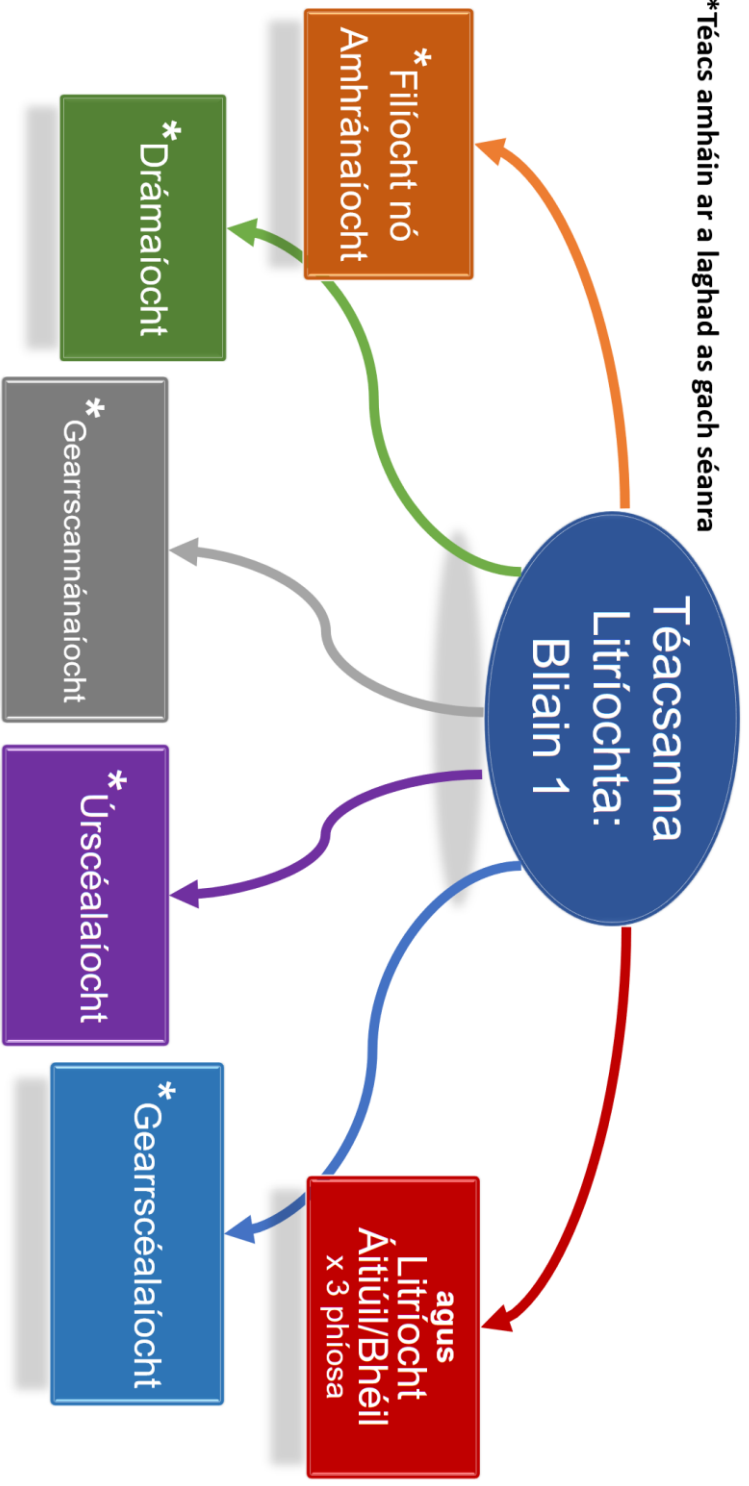 *Téacs amháin ar a laghad as gach séanra
Téacsanna
Litríochta:
Bliain 1
*Filíocht nó
Amhránaíocht
*Drámaíocht
*Gearrscannánaíocht
*Úrscéalaíocht
*Gearrscéalaíocht
agus
Litríocht
Áitiúil/Bhéil
x 3 phíosa